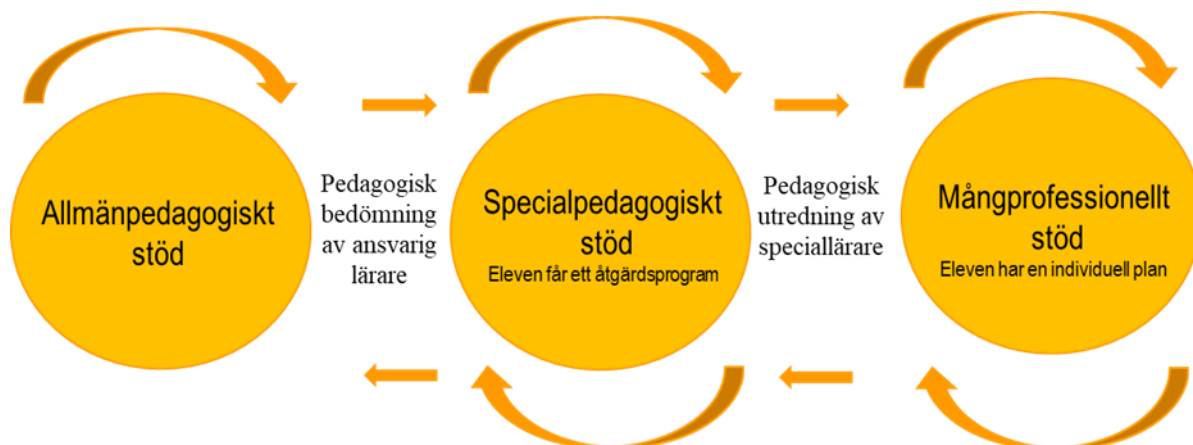 Allmänpedagogiskt
stöd
Pedagogisk
bedömning
av ansvarig
lärare
Specialpedagogiskt
stöd
Eleven får ett åtgärdsprogram
Pedagogisk
utredning av
speciallärare
Mångprofessionellt
stöd
Eleven har en individuell plan